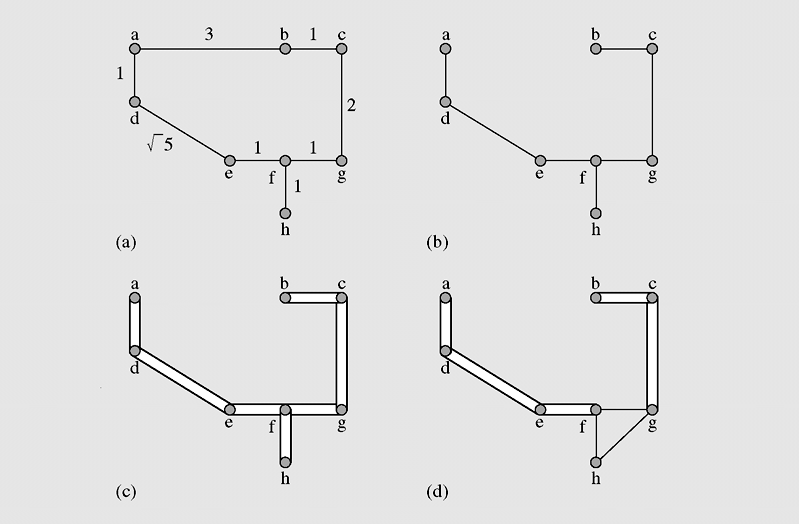 a 3 b 1 c
1
2
d
√5 1 1
e f g
1
h
(a)
a b c
d
e f g
h
(b)
a b c
d
e f g
h
(c)
a b c
d
e f g
h
(d)